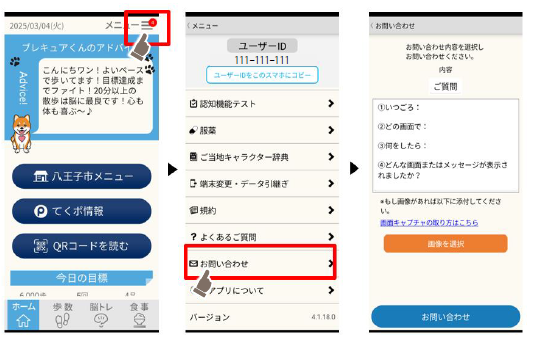 2025/03/04(火)
メニュー
ブレキュアくんのアドバイス
Advice!
こんにちワン！よいペース
で歩いてます！目標達成ま
でファイト！20分以上の
散歩は脳に最良です！心も
体も喜ぶ～♪
八王子市メニュー
てくポ情報
QRコードを読む
今日の目標
6,000歩
5回
4品
ホーム
歩数
脳トレ
食事
メニュー
ユーザーID
111-1111-111
ユーザーIDをこのスマホにコピー
認知機能テスト
服薬
ご当地キャラクター辞典
端末変更・データ引継ぎ
規約
? よくあるご質問
お問い合わせ
アプリについて
バージョン
4.1.18.0
お問い合わせ
お問い合わせ内容を選択し
お問い合わせください。
内容
ご質問
①いつごろ：
②どの画面で：
③何をしたら：
④どんな画面またはメッセージが表示さ
れましたか？
*もし画像があれば以下に添付してくださ
い。
画面キャプチャの取り方はこちら
画像を選択
お問い合わせ